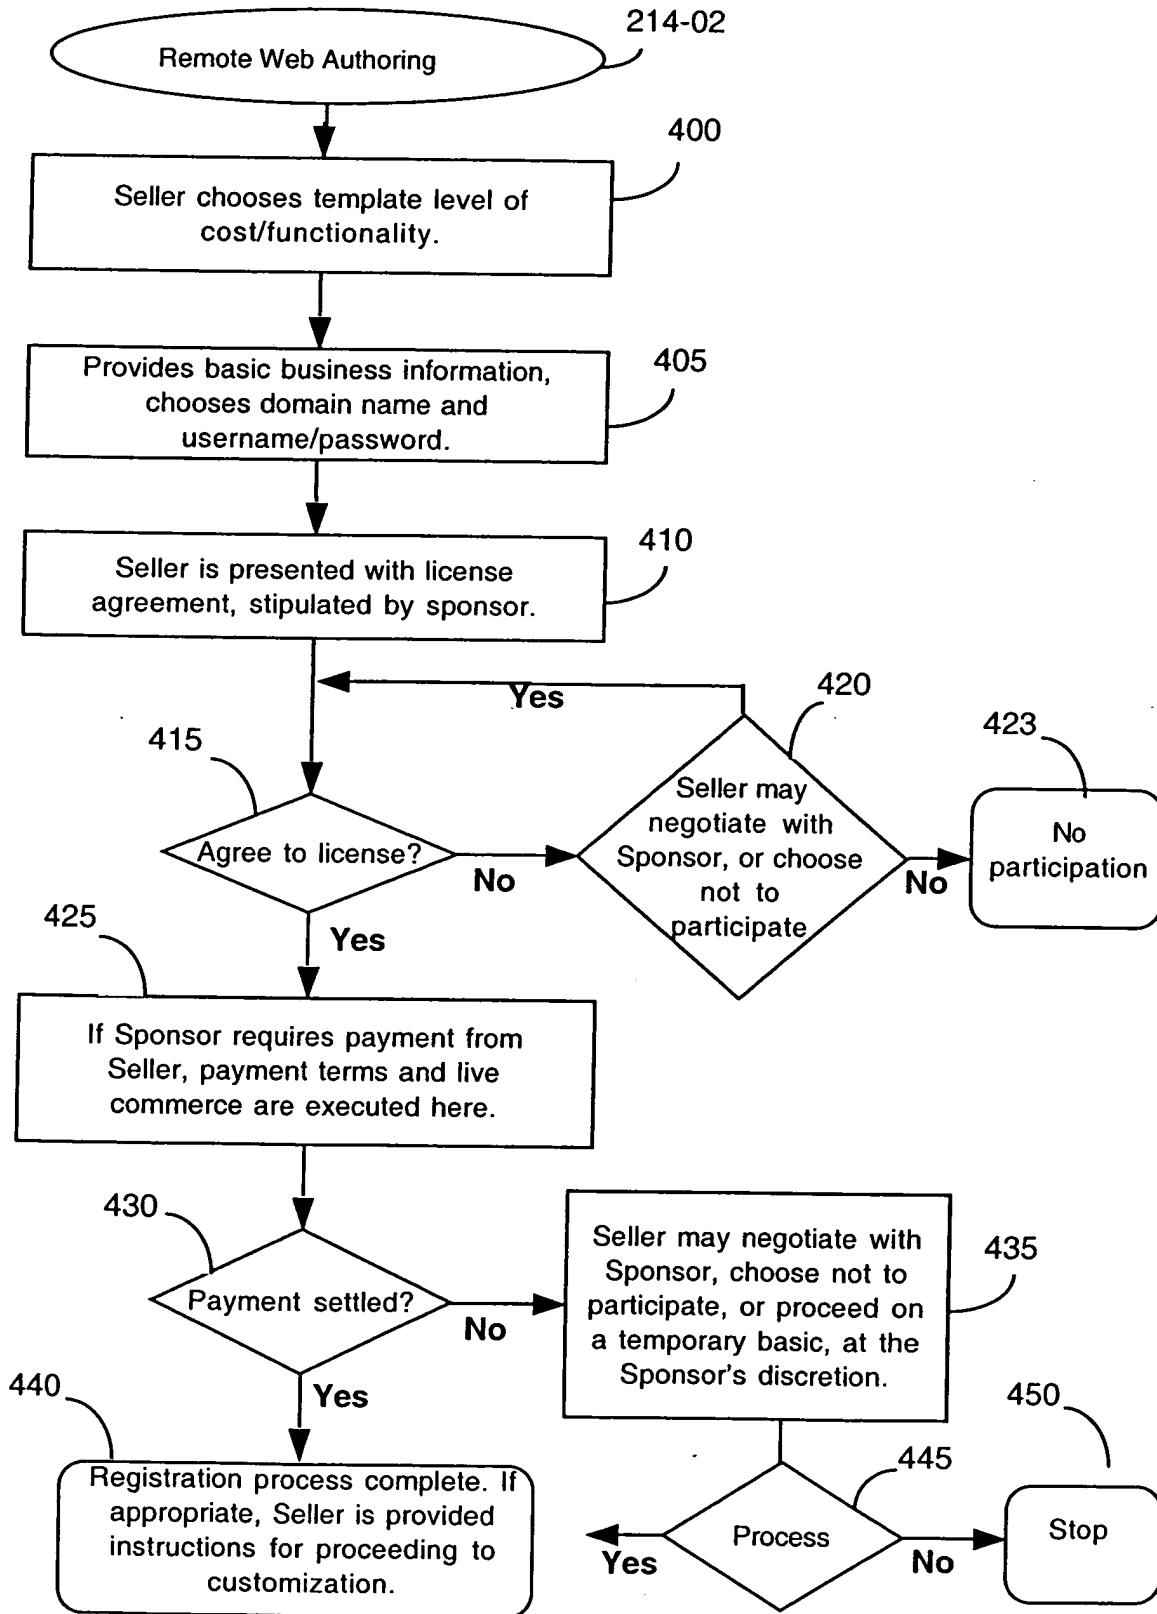 214-02
Remote Web Authoring
400
Seller chooses template level of
cost/functionality.
405
Provides basic business information,
chooses domain name and
username/password.
410
Seller is presented with license
agreement, stipulated by sponsor.
Yes
420
423
415
Agree to license?
No
Seller may
negotiate with
Sponsor, or choose
not to
participate
No
No
participation
425
Yes
If Sponsor requires payment from
Seller, payment terms and live
commerce are executed here.
430
Payment settled?
No
Seller may negotiate with
Sponsor, choose not to
participate, or proceed on
a temporary basic, at the
Sponsor's discretion.
435
440
Yes
Registration process complete. If
appropriate, Seller is provided
instructions for proceeding to
customization.
445
450
Yes
Process
No
Stop